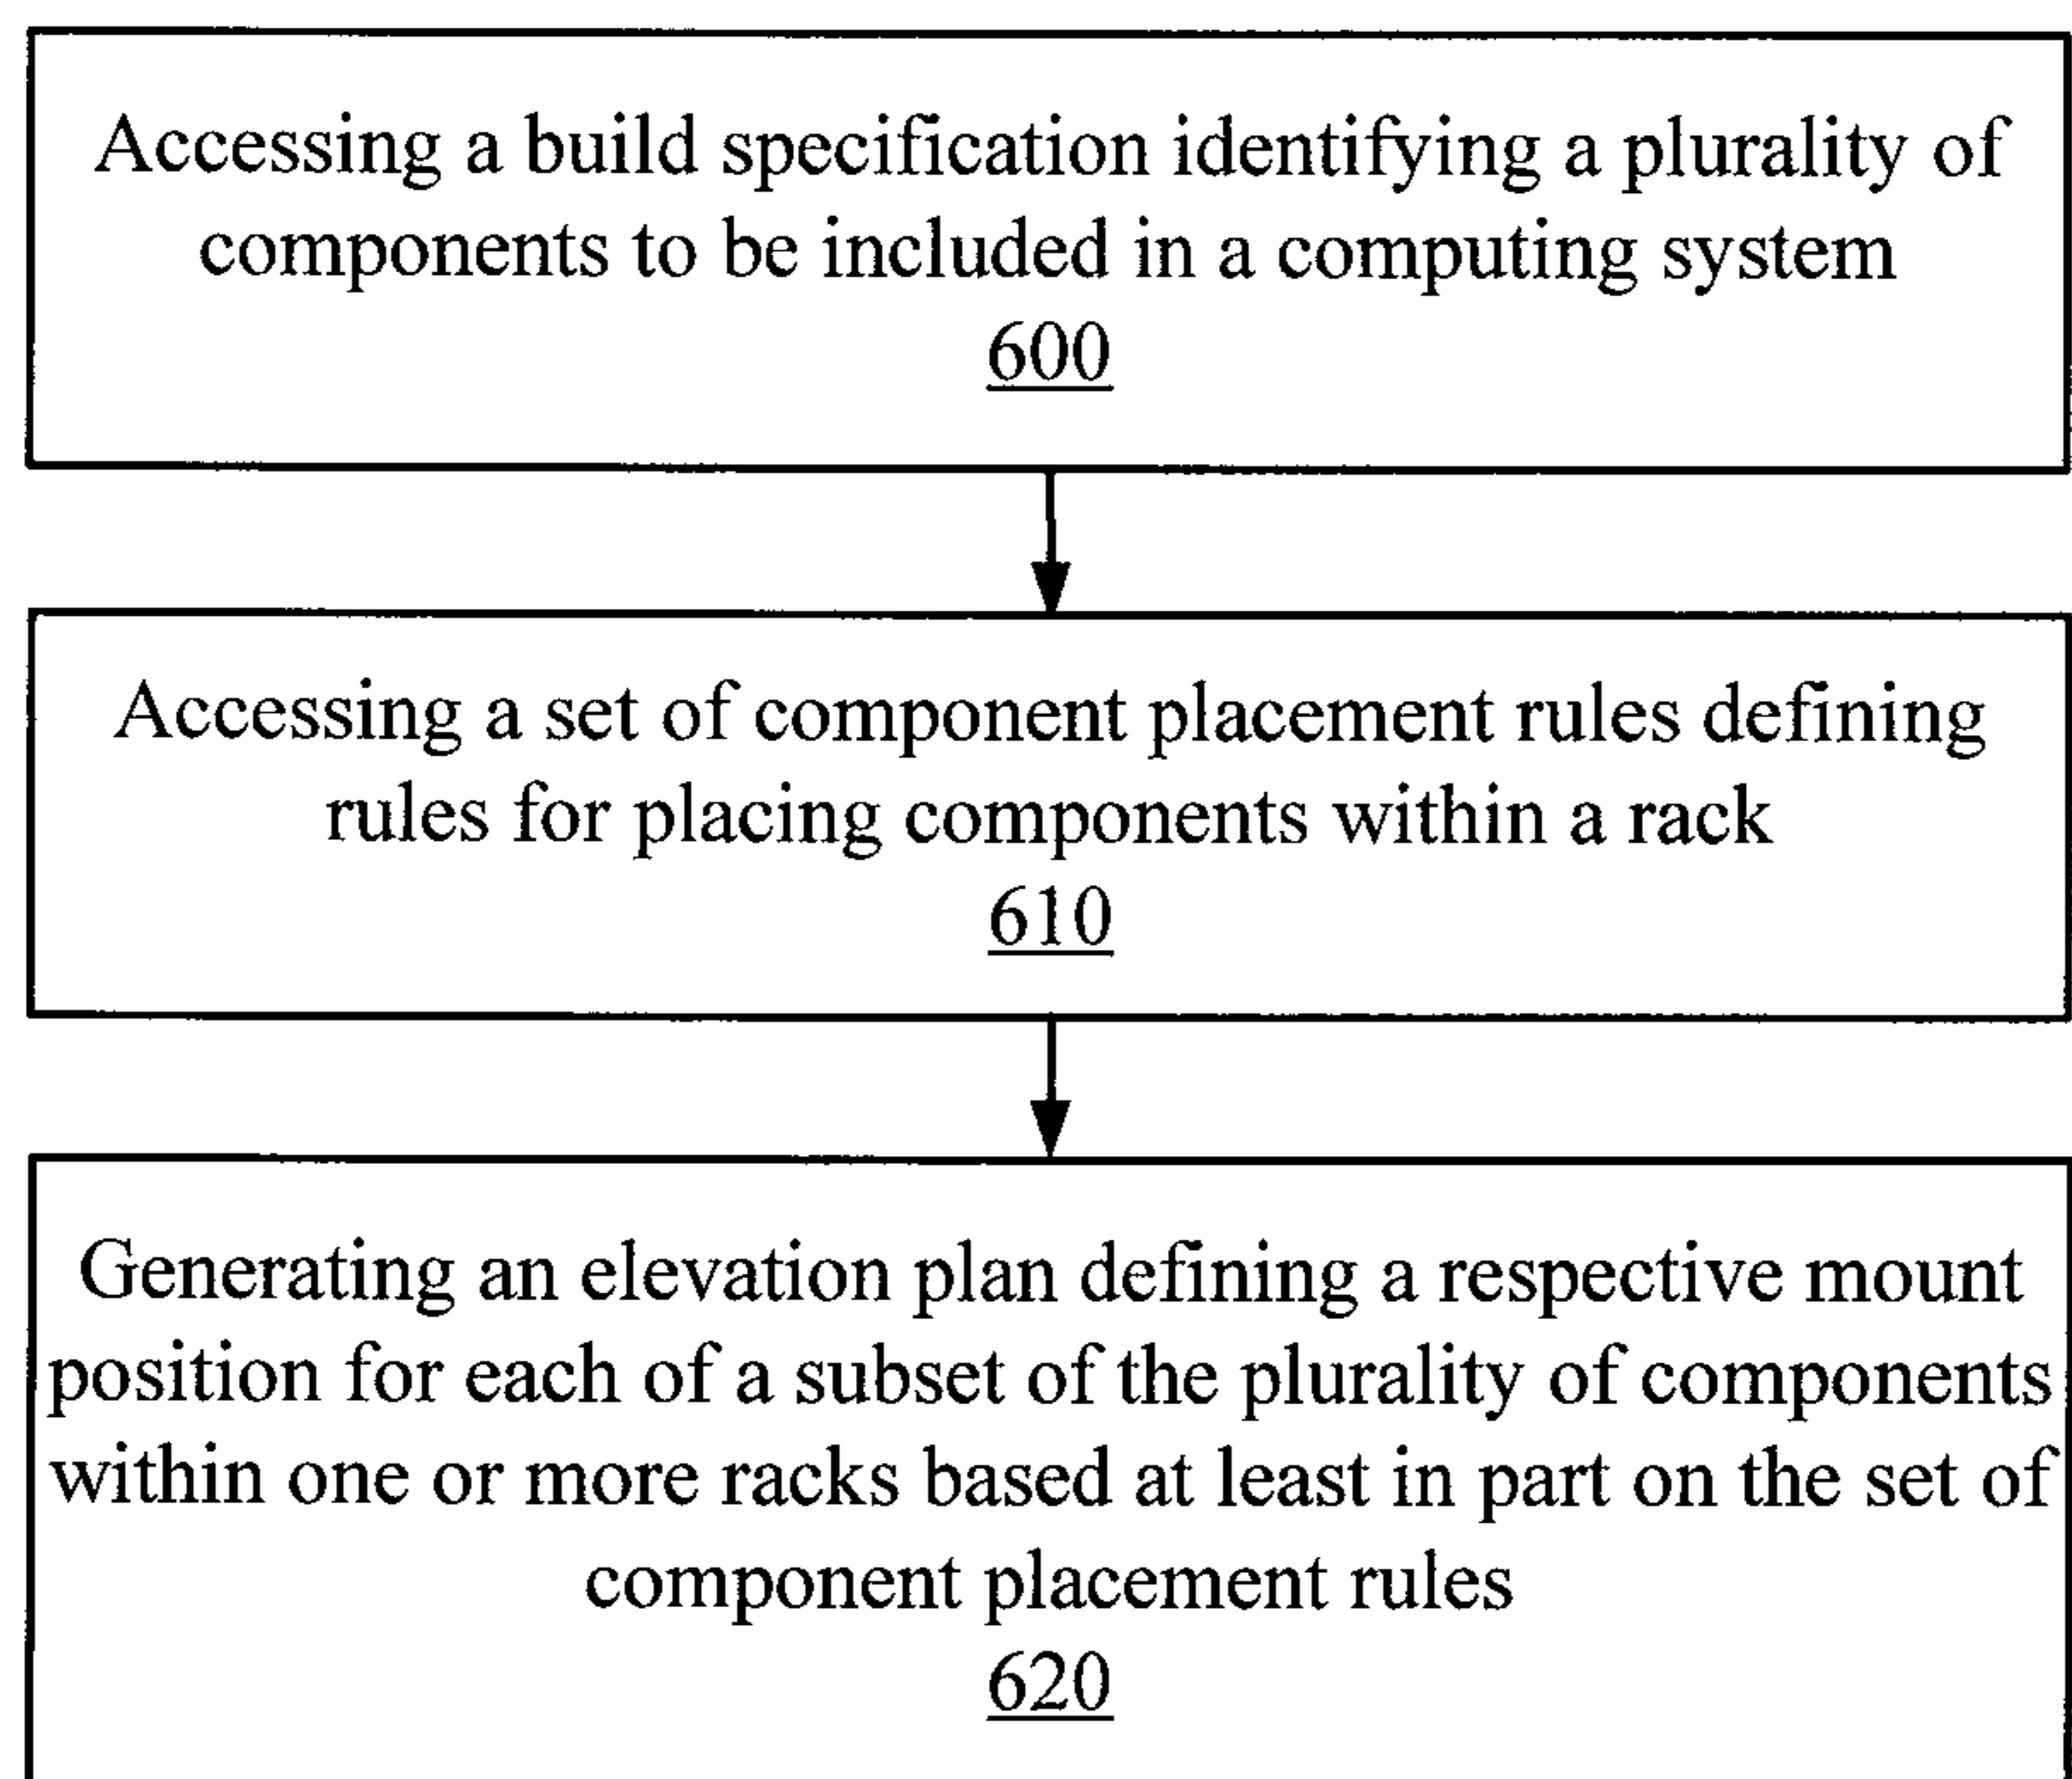 Accessing a build specification identifying a plurality of
components to be included in a computing system
600
Accessing a set of component placement rules defining
rules for placing components within a rack
610
Generating an elevation plan defining a respective mount
position for each of a subset of the plurality of components
within one or more racks based at least in part on the set of
component placement rules
620